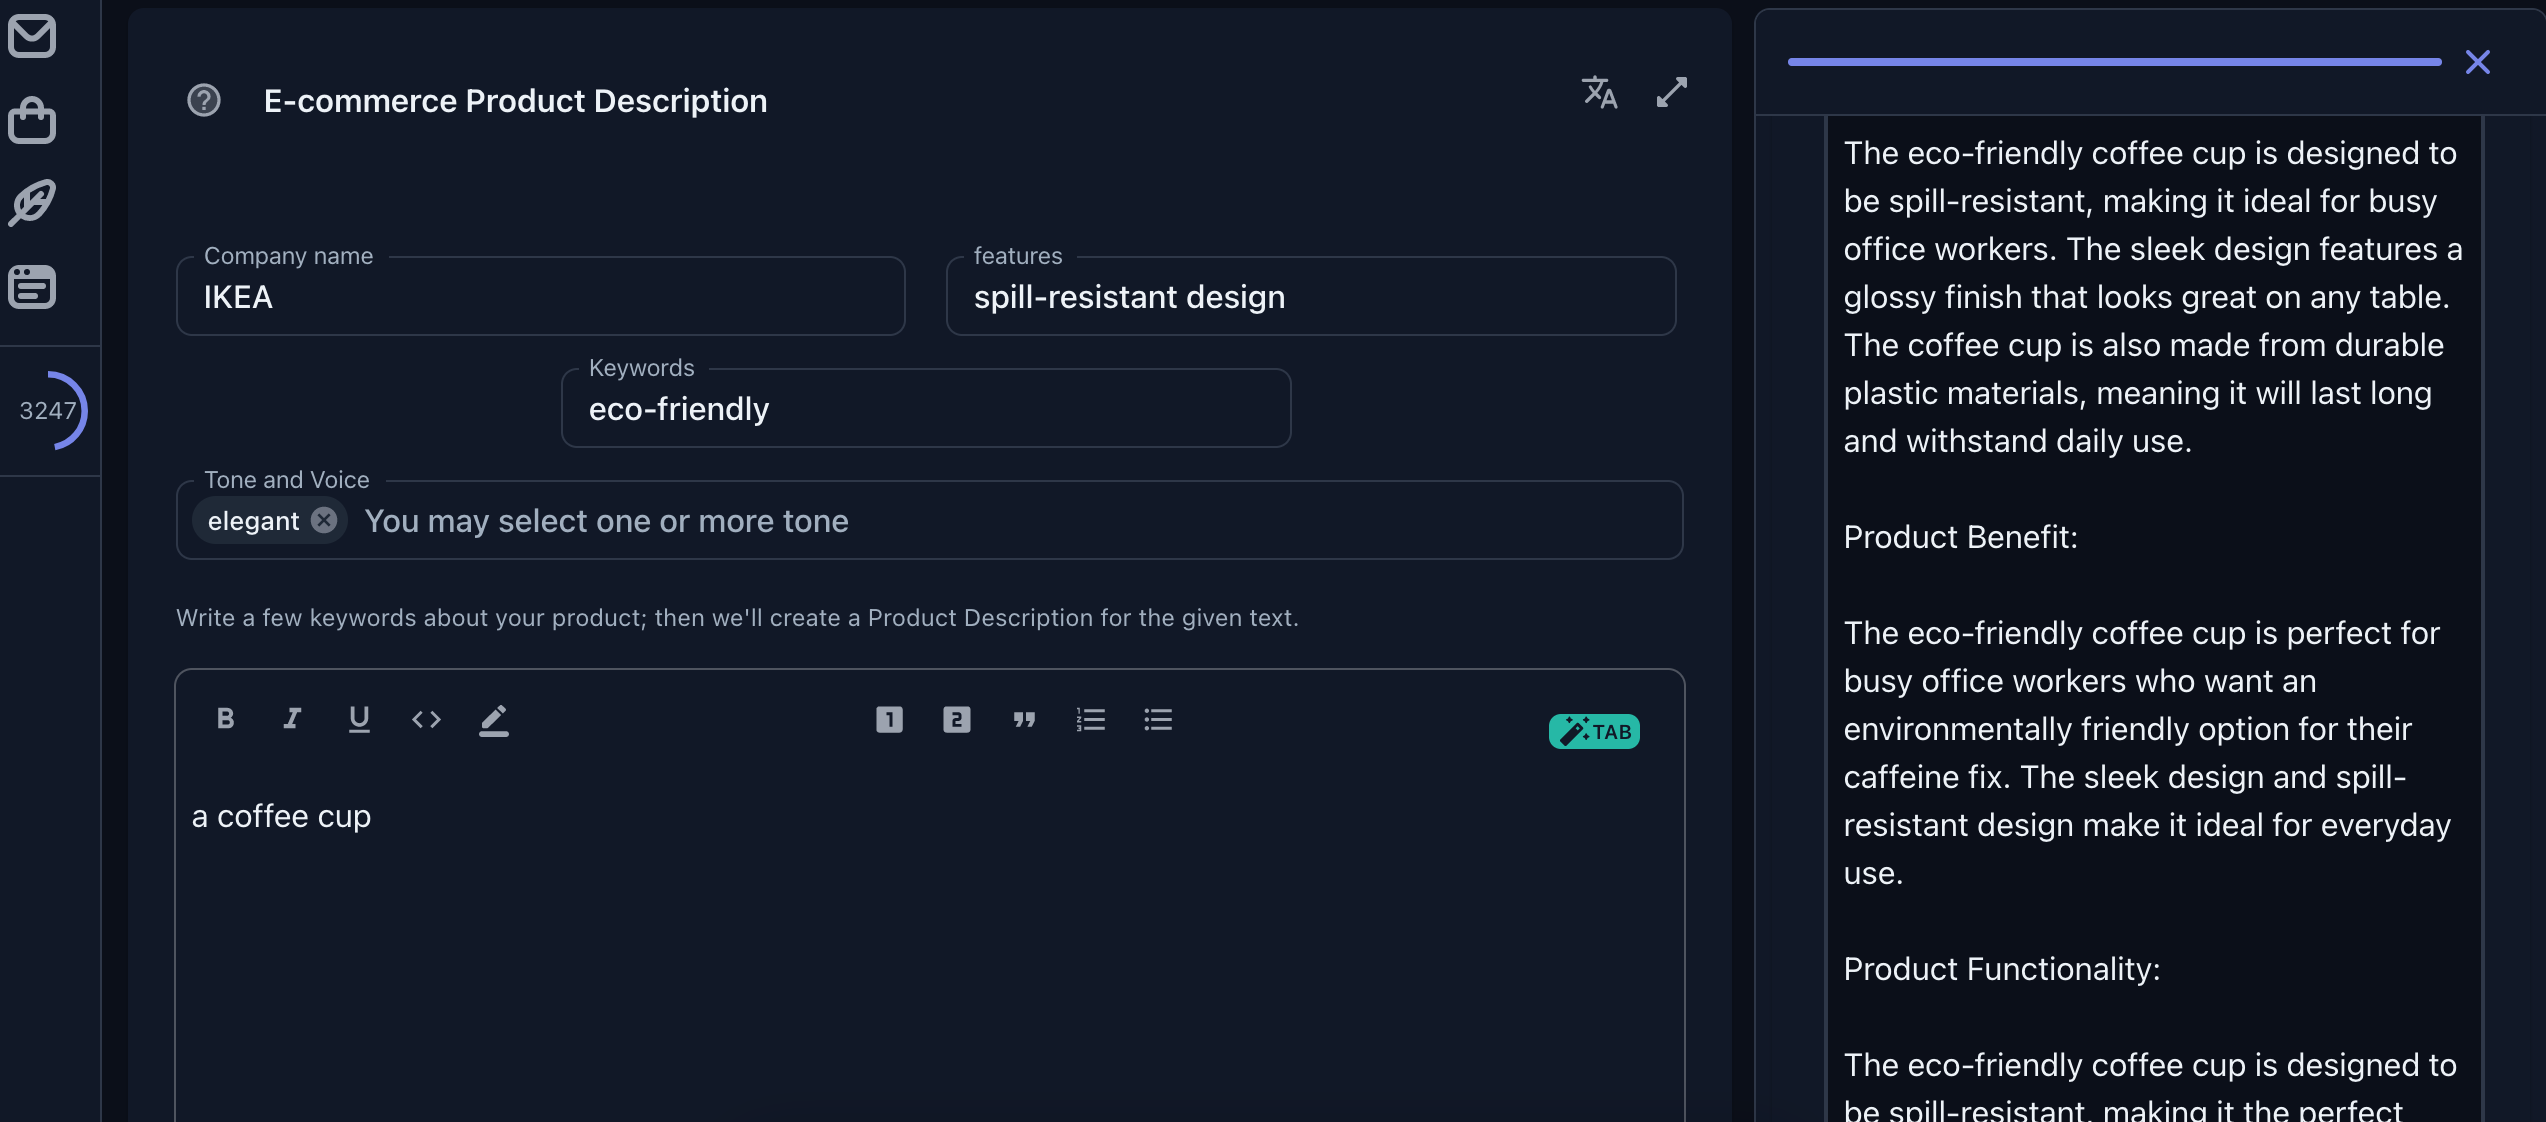 E-commerce Product Description
Company name
IKEA
features
spill-resistant design
Keywords
eco-friendly
3247
Tone and Voice
elegant You may select one or more tone
Write a few keywords about your product; then we'll create a Product Description for the given text.
B I U <> 1 2 TAB
a coffee cup
The eco-friendly coffee cup is designed to
be spill-resistant, making it ideal for busy
office workers. The sleek design features a
glossy finish that looks great on any table.
The coffee cup is also made from durable
plastic materials, meaning it will last long
and withstand daily use.
Product Benefit:
The eco-friendly coffee cup is perfect for
busy office workers who want an
environmentally friendly option for their
caffeine fix. The sleek design and spill-
resistant design make it ideal for everyday
use.
Product Functionality:
The eco-friendly coffee cup is designed to
be spill-resistant, making it the perfect